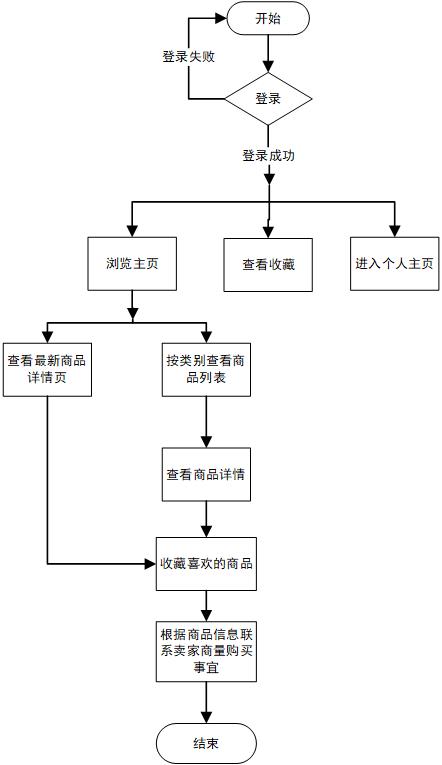 开始
登录失败
登录
登录成功
浏览主页
查看收藏
进入个人主页
查看最新商品
详情页
按类别查看商
品列表
查看商品详情
收藏喜欢的商品
根据商品信息联
系卖家商量购买
事宜
结束